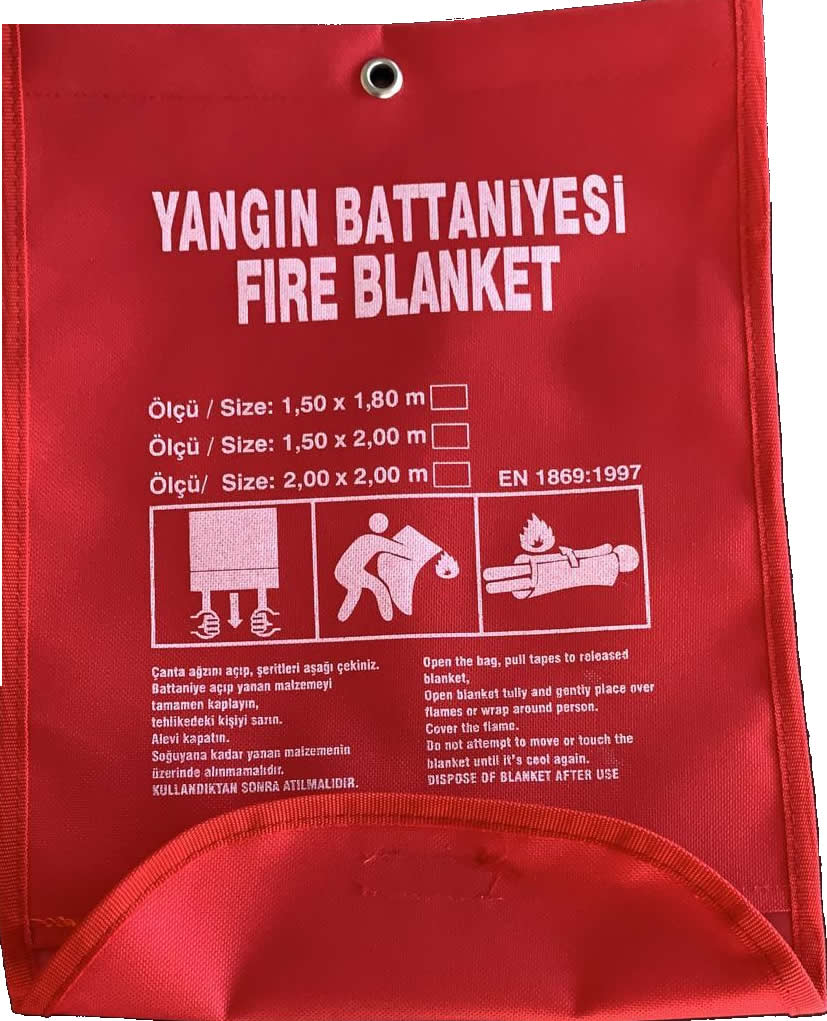 YANGIN BATTANİYESİ
FIRE BLANKET
Ölçü / Size: 1,50 x 1,80 m
Ölçü / Size: 1,50 x 2,00 m
Ölçü/ Size: 2,00 x 2,00 m
EN 1869:1997
Çanta ağzını açıp, şeritleri aşağı çekiniz.
Battaniye açıp yanan malzemeyi
tamamen kaplayın,
tehlikedeki kişiyi sarın.
Alevi kapatın.
Soğuyana kadar yanan malzemenin
üzerinde alınmamalıdır.
KULLANDIKTAN SONRA ATILMALIDIR.
Open the bag, pull tapes to released
blanket,
Open blanket fully and gently place over
flames or wrap around person.
Cover the flame.
Do not attempt to move or touch the
blanket until it's cool again.
DISPOSE OF BLANKET AFTER USE